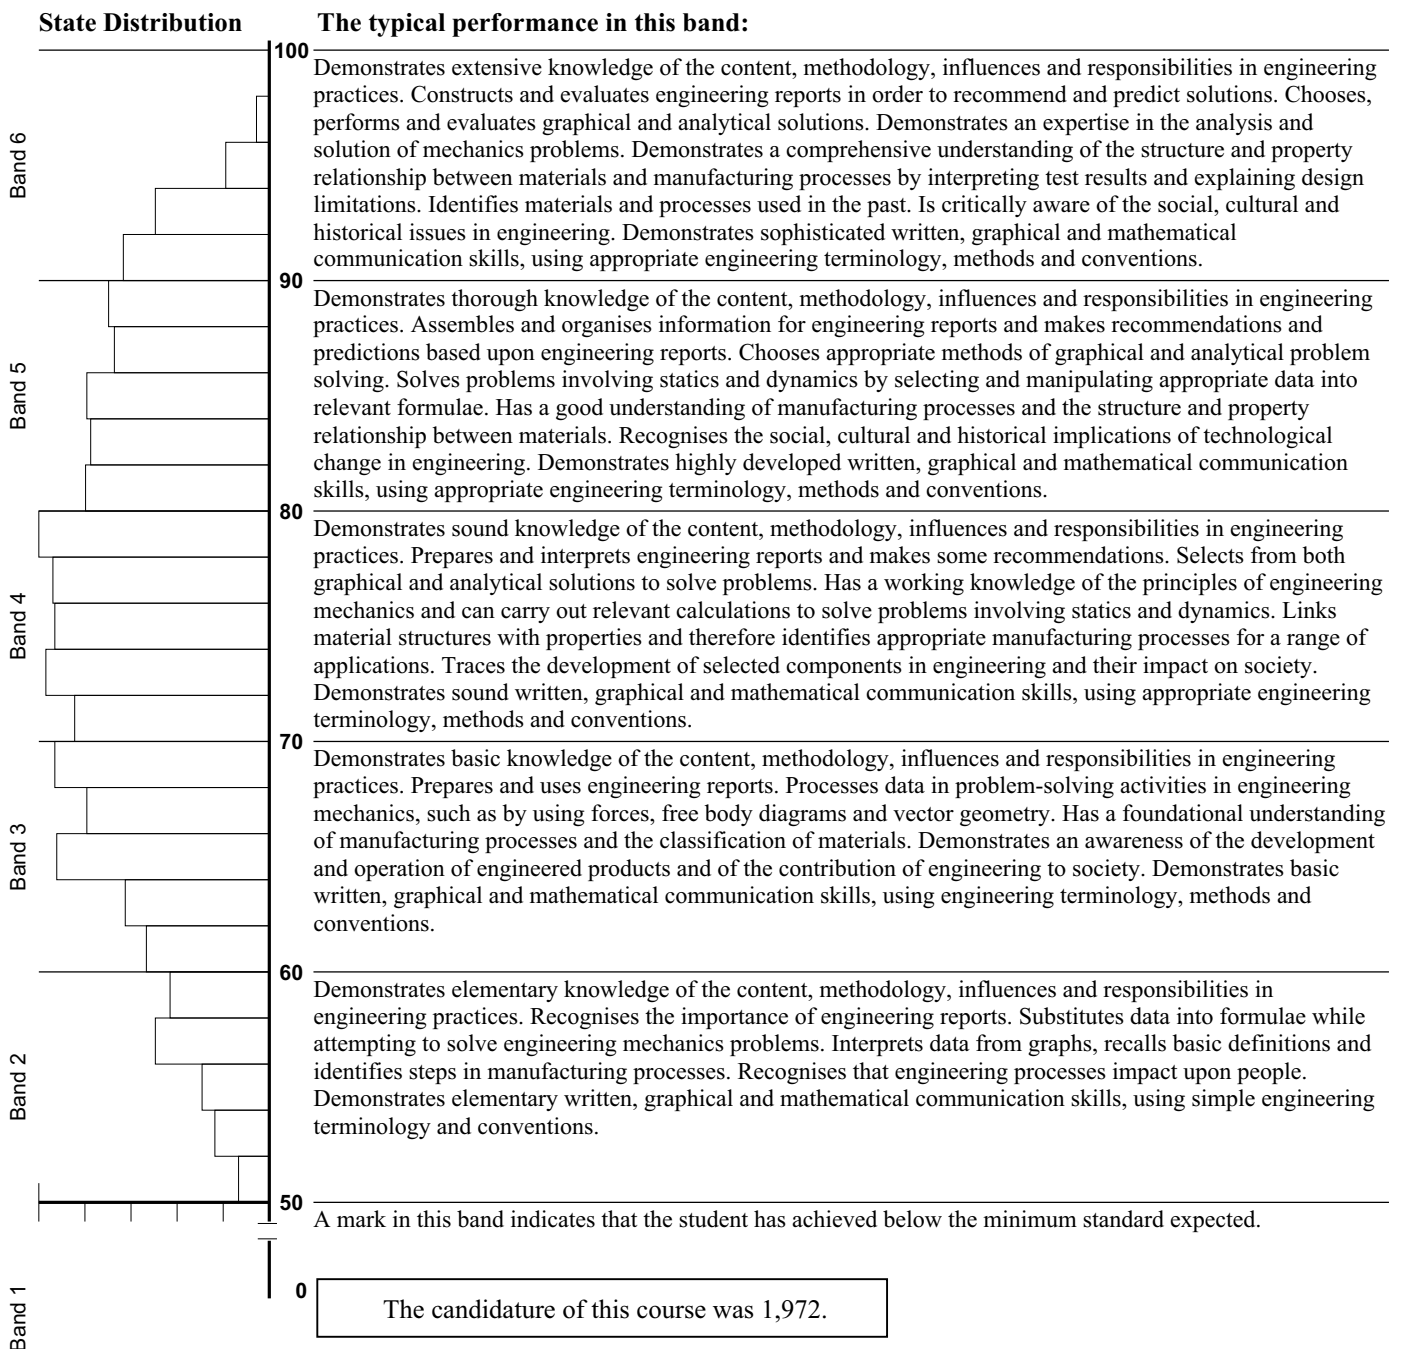 State Distribution
The typical performance in this band:
100
Demonstrates extensive knowledge of the content, methodology, influences and responsibilities in engineering
practices. Constructs and evaluates engineering reports in order to recommend and predict solutions. Chooses,
performs and evaluates graphical and analytical solutions. Demonstrates an expertise in the analysis and
solution of mechanics problems. Demonstrates a comprehensive understanding of the structure and property
relationship between materials and manufacturing processes by interpreting test results and explaining design
limitations. Identifies materials and processes used in the past. Is critically aware of the social, cultural and
historical issues in engineering. Demonstrates sophisticated written, graphical and mathematical
communication skills, using appropriate engineering terminology, methods and conventions.
Band 6
90
Demonstrates thorough knowledge of the content, methodology, influences and responsibilities in engineering
practices. Assembles and organises information for engineering reports and makes recommendations and
predictions based upon engineering reports. Chooses appropriate methods of graphical and analytical problem
solving. Solves problems involving statics and dynamics by selecting and manipulating appropriate data into
relevant formulae. Has a good understanding of manufacturing processes and the structure and property
relationship between materials. Recognises the social, cultural and historical implications of technological
change in engineering. Demonstrates highly developed written, graphical and mathematical communication
skills, using appropriate engineering terminology, methods and conventions.
Band 5
80
Demonstrates sound knowledge of the content, methodology, influences and responsibilities in engineering
practices. Prepares and interprets engineering reports and makes some recommendations. Selects from both
graphical and analytical solutions to solve problems. Has a working knowledge of the principles of engineering
mechanics and can carry out relevant calculations to solve problems involving statics and dynamics. Links
material structures with properties and therefore identifies appropriate manufacturing processes for a range of
applications. Traces the development of selected components in engineering and their impact on society.
Demonstrates sound written, graphical and mathematical communication skills, using appropriate engineering
terminology, methods and conventions.
Band 4
70
Demonstrates basic knowledge of the content, methodology, influences and responsibilities in engineering
practices. Prepares and uses engineering reports. Processes data in problem-solving activities in engineering
mechanics, such as by using forces, free body diagrams and vector geometry. Has a foundational understanding
of manufacturing processes and the classification of materials. Demonstrates an awareness of the development
and operation of engineered products and of the contribution of engineering to society. Demonstrates basic
written, graphical and mathematical communication skills, using engineering terminology, methods and
conventions.
Band 3
60
Demonstrates elementary knowledge of the content, methodology, influences and responsibilities in
engineering practices. Recognises the importance of engineering reports. Substitutes data into formulae while
attempting to solve engineering mechanics problems. Interprets data from graphs, recalls basic definitions and
identifies steps in manufacturing processes. Recognises that engineering processes impact upon people.
Demonstrates elementary written, graphical and mathematical communication skills, using simple engineering
terminology and conventions.
Band 2
50
A mark in this band indicates that the student has achieved below the minimum standard expected.
0
Band 1
The candidature of this course was 1,972.